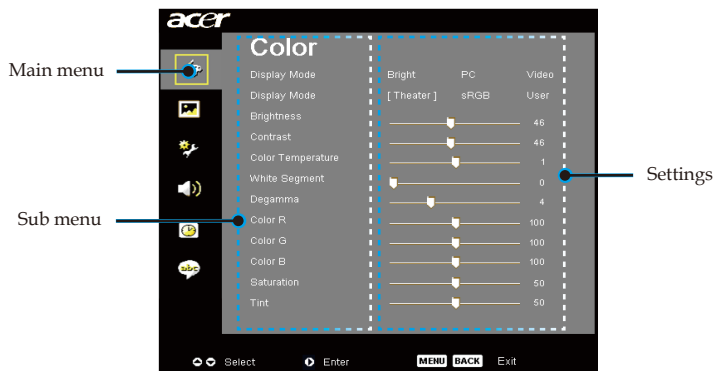 acer
Color
Main menu
Display Mode Bright PC Video
Display Mode [ Theater ] sRGB User
Brightness 46
Contrast 46
Color Temperature 1
White Segment 0
Settings
Degamma 4
Sub menu
Color R 100
Color G 100
Color B 100
abc
Saturation 50
Tint 50
Select Enter MENU BACK Exit